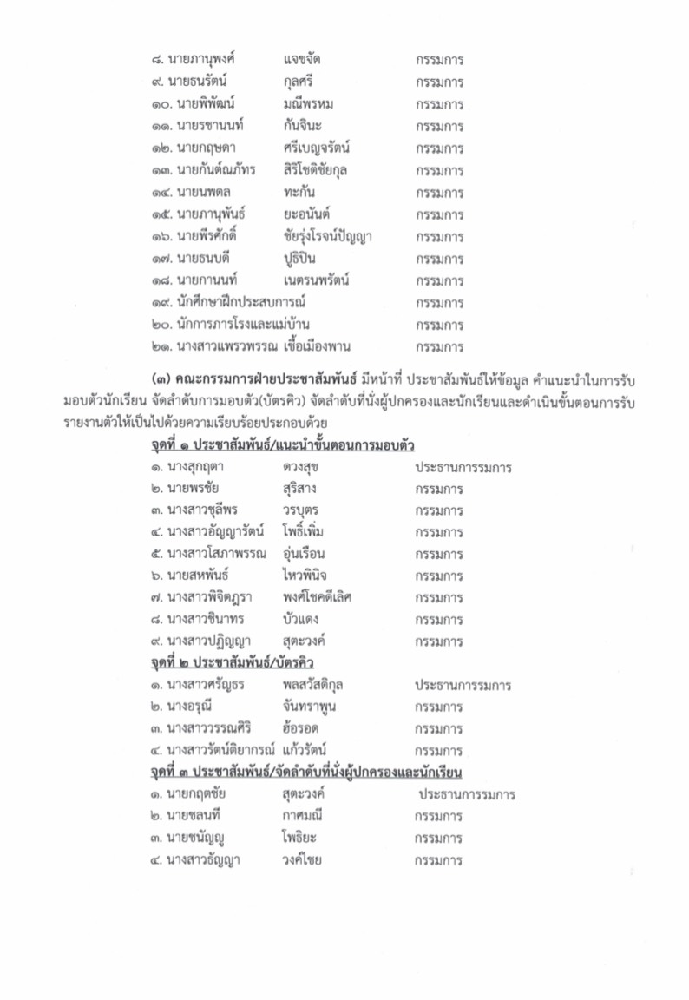 ๘. นายภานุพงศ์ แจขจัด กรรมการ
๙. นายธนรัตน์ กุลศรี กรรมการ
๑๐. นายพิพัฒน์ มณีพรหม กรรมการ
๑๑. นายรชานนท์ กันจินะ กรรมการ
๑๒. นายกฤษดา ศรีเบญจรัตน์ กรรมการ
๑๓. นายกันต์ณภัทร สิริโชติชัยกุล กรรมการ
๑๔. นายนพดล ทะกัน กรรมการ
๑๕. นายภานุพันธ์ ยะอนันต์ กรรมการ
๑๖. นายพีรศักดิ์ ชัยรุ่งโรจน์ปัญญา กรรมการ
๑๗. นายธนบดี ปูธิปิน กรรมการ
๑๘. นายกานนท์ เนตรนพรัตน์ กรรมการ
๑๙. นักศึกษาฝึกประสบการณ์ กรรมการ
๒๐. นักการภารโรงและแม่บ้าน กรรมการ
๒๑. นางสาวแพรวพรรณ เชื้อเมืองพาน กรรมการ
(๓) คณะกรรมการฝ่ายประชาสัมพันธ์ มีหน้าที่ ประชาสัมพันธ์ให้ข้อมูล คำแนะนำในการรับ
มอบตัวนักเรียน จัดลำดับการมอบตัว(บัตรคิว) จัดลำดับที่นั่งผู้ปกครองและนักเรียนและดำเนินขั้นตอนการรับ
รายงานตัวให้เป็นไปด้วยความเรียบร้อยประกอบด้วย
จุดที่ ๑ ประชาสัมพันธ์/แนะนำขั้นตอนการมอบตัว
๑. นางสุกฤตา ดวงสุข ประธานการรมการ
๒. นายพรชัย สุริสาง กรรมการ
๓. นางสาวชุลีพร วรบุตร กรรมการ
๔. นางสาวอัญญารัตน์ โพธิ์เพิ่ม กรรมการ
๕. นางสาวโสภาพรรณ อุ่นเรือน กรรมการ
๖. นายสหพันธ์ ไหวพินิจ กรรมการ
๗. นางสาวพิจิตฎรา พงศ์โชคดีเลิศ กรรมการ
๘. นางสาวชินาทร บัวแดง กรรมการ
๙. นางสาวปฏิญญา สุตะวงค์ กรรมการ
จุดที่ ๒ ประชาสัมพันธ์/บัตรคิว
๑. นางสาวศรัญธร พลสวัสดิกุล ประธานการรมการ
๒. นางอรุณี จันทราพูน กรรมการ
๓. นางสาววรรณศิริ ฮ้อรอด กรรมการ
๔. นางสาวรัตน์ติยากรณ์ แก้วรัตน์ กรรมการ
จุดที่ ๓ ประชาสัมพันธ์/จัดลำดับที่นั่งผู้ปกครองและนักเรียน
๑. นายกฤตชัย สุตะวงค์ ประธานการรมการ
๒. นายชลนที กาศมณี กรรมการ
๓. นายชนัญญู โพธิยะ กรรมการ
๔. นางสาวธัญญา วงค์ไชย กรรมการ